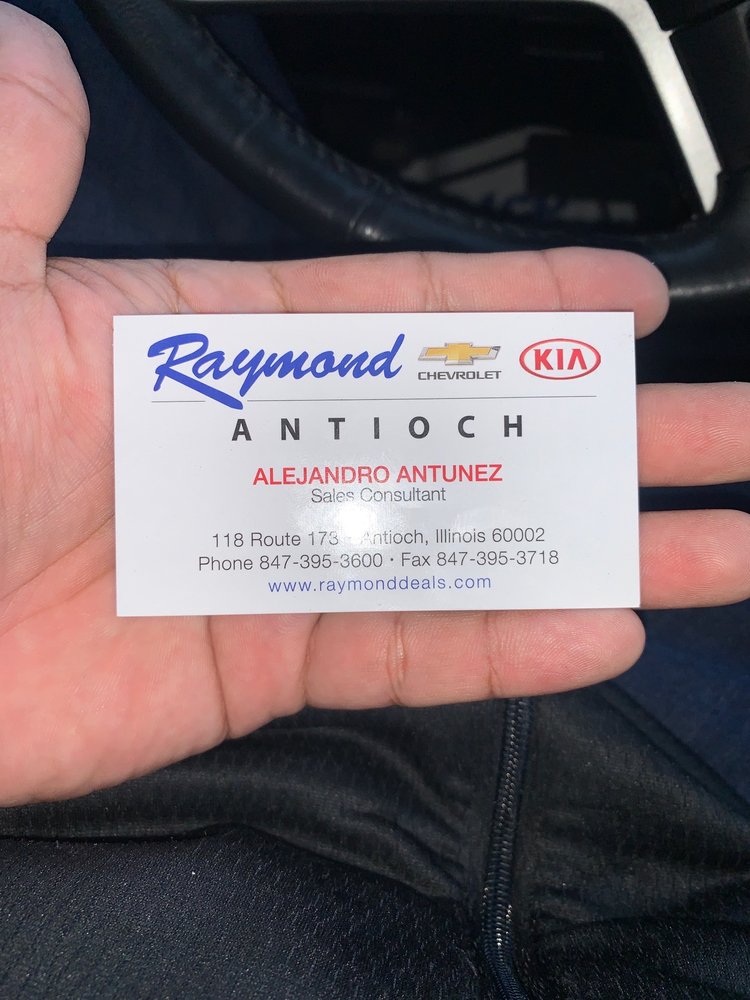 Raymond CHEVROLET KIA
ANTIOCH
ALEJANDRO ANTUNEZ
Sales Consultant
118 Route 173 · Antioch, Illinois 60002
Phone 847-395-3600 · Fax 847-395-3718
www.raymonddeals.com